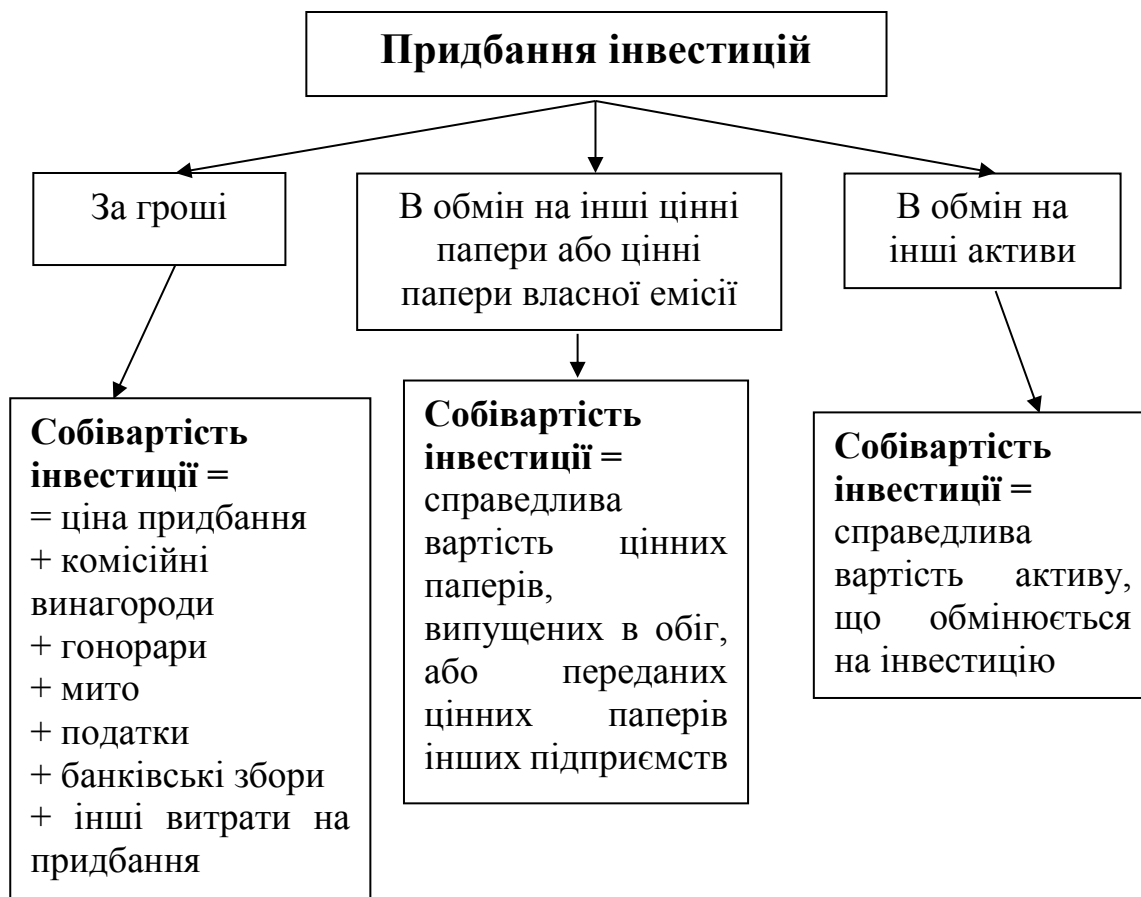 Придбання інвестицій
За гроші
В обмін на інші цінні
папери або цінні
папери власної емісії
В обмін на
інші активи
Собівартість
інвестиції =
= ціна придбання
+ комісійні
винагороди
+ гонорари
+ мито
+ податки
+ банківські збори
+ інші витрати на
придбання
Собівартість
інвестиції =
справедлива
вартість цінних
паперів,
випущених в обіг,
або переданих
цінних паперів
інших підприємств
Собівартість
інвестиції =
справедлива
вартість активу,
що обмінюється
на інвестицію